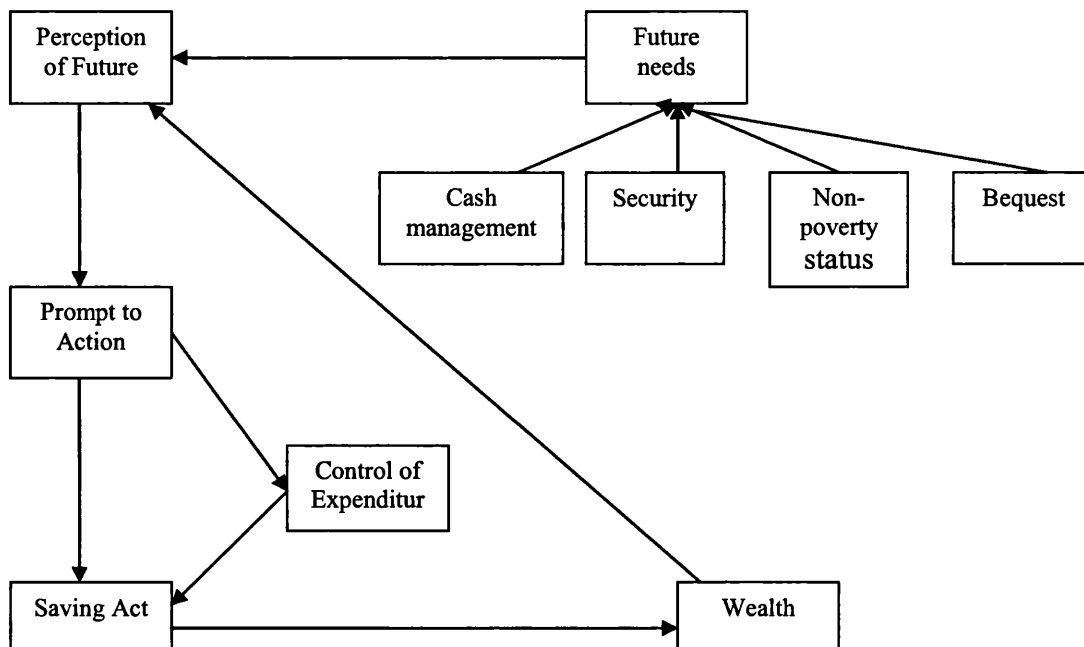 Perception
of Future
Future
needs
Cash
management
Security
Non-
poverty
status
Bequest
Prompt to
Action
Control of
Expenditur
Saving Act
Wealth